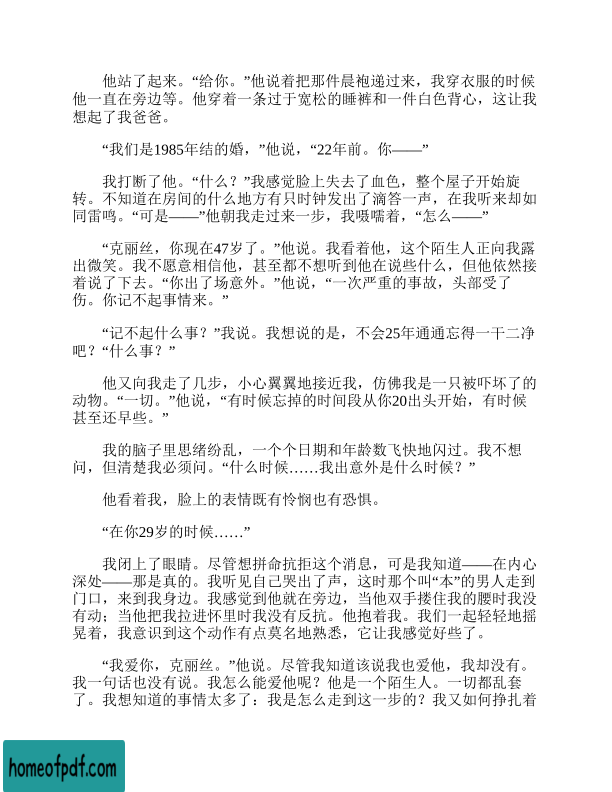 他站了起来。“给你。”他说着把那件晨袍递过来，我穿衣服的时候
他一直在旁边等。他穿着一条过于宽松的睡裤和一件白色背心，这让我
想起了我爸爸。
“我们是1985年结的婚，”他说，“22年前。你——”
我打断了他。“什么？”我感觉脸上失去了血色，整个屋子开始旋
转。不知道在房间的什么地方有只时钟发出了滴答一声，在我听来却如
同雷鸣。“可是——”他朝我走过来一步，我嗫嚅着，“怎么——”
“克丽丝，你现在47岁了。”他说。我看着他，这个陌生人正向我露
出微笑。我不愿意相信他，甚至都不想听到他在说些什么，但他依然接
着说了下去。“你出了场意外。”他说，“一次严重的事故，头部受了
伤。你记不起事情来。”
“记不起什么事？”我说。我想说的是，不会25年通通忘得一干二净
吧？“什么事？”
他又向我走了几步，小心翼翼地接近我，仿佛我是一只被吓坏了的
动物。“一切。”他说，“有时候忘掉的时间段从你20出头开始，有时候
甚至还早些。”
我的脑子里思绪纷乱，一个个日期和年龄数飞快地闪过。我不想
问，但清楚我必须问。“什么时候……我出意外是什么时候？”
他看着我，脸上的表情既有怜悯也有恐惧。
“在你29岁的时候……”
我闭上了眼睛。尽管想拼命抗拒这个消息，可是我知道——在内心
深处——那是真的。我听见自己哭出了声，这时那个叫“本”的男人走到
门口，来到我身边。我感觉到他就在旁边，当他双手搂住我的腰时我没
有动；当他把我拉进怀里时我没有反抗。他抱着我。我们一起轻轻地摇
晃着，我意识到这个动作有点莫名地熟悉，它让我感觉好些了。
“我爱你，克丽丝。”他说。尽管我知道该说我也爱他，我却没有。
我一句话也没有说。我怎么能爱他呢？他是一个陌生人。一切都乱套
了。我想知道的事情太多了：我是怎么走到这一步的？我又如何挣扎着
homeofpdf.com